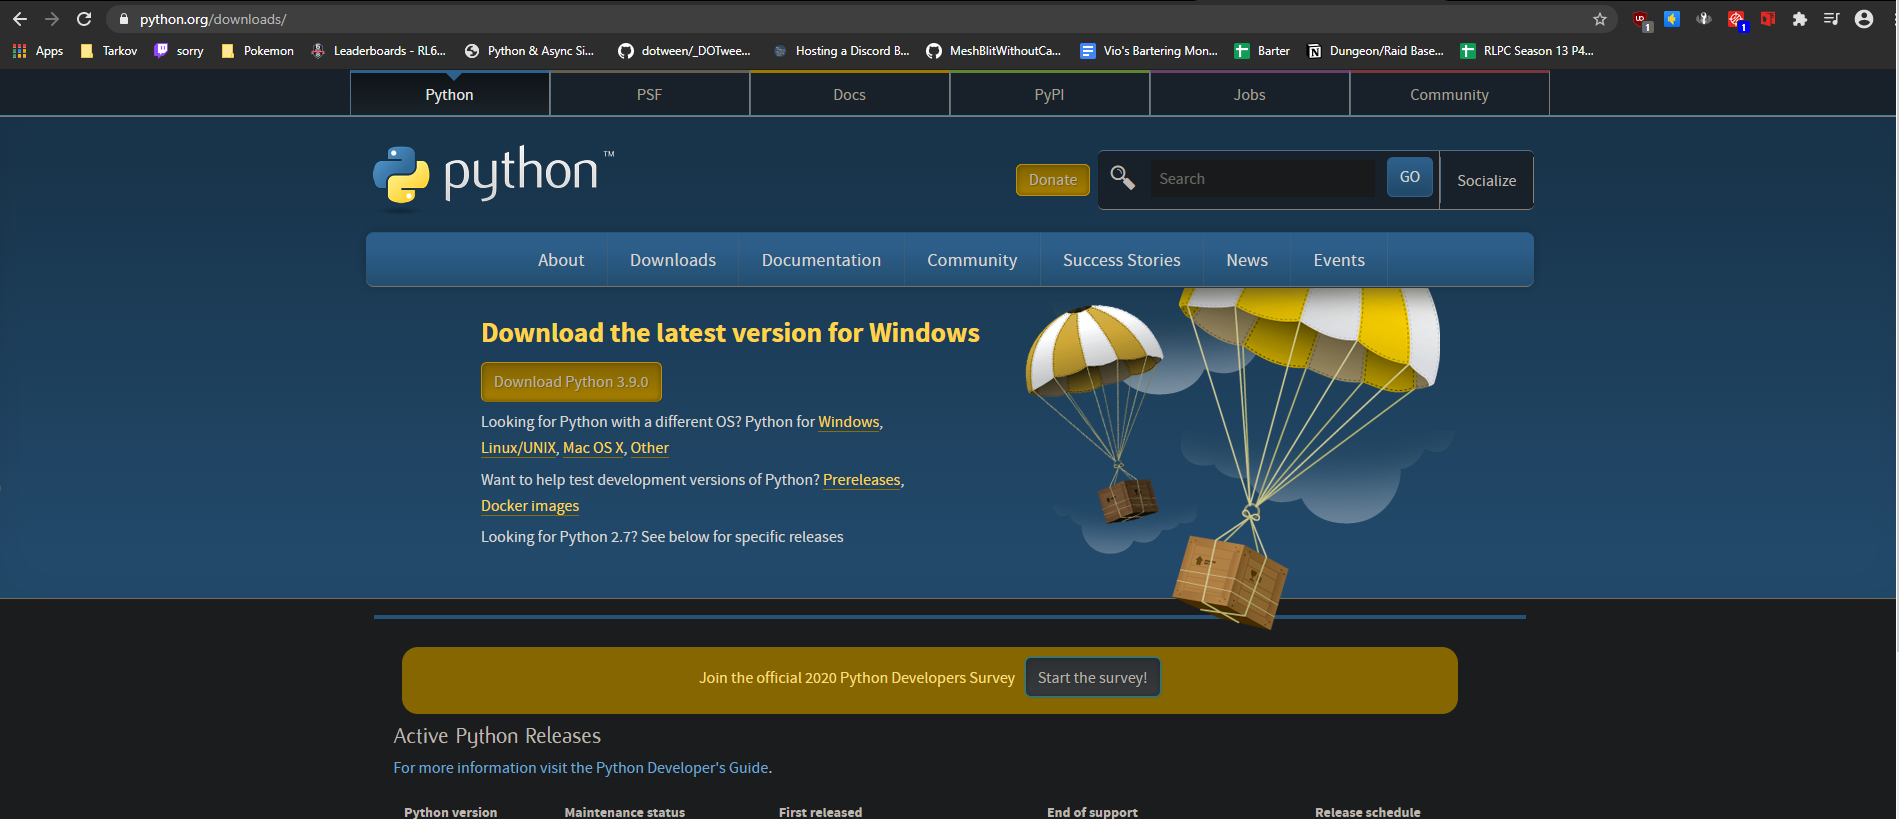 python.org/downloads/
1
1
Apps Tarkov sorry Pokemon Leaderboards - RL6... Python & Async Si... dotween/_DOTwee... Hosting a Discord B... MeshBlitWithoutCa... Vio's Bartering Mon... Barter Dungeon/Raid Base... RLPC Season 13 P4...
Python PSF Docs PyPI Jobs Community
python™
Donate Search GO Socialize
About Downloads Documentation Community Success Stories News Events
Download the latest version for Windows
Download Python 3.9.0
Looking for Python with a different OS? Python for Windows,
Linux/UNIX, Mac OS X, Other
Want to help test development versions of Python? Prereleases,
Docker images
Looking for Python 2.7? See below for specific releases
Join the official 2020 Python Developers Survey Start the survey!
Active Python Releases
For more information visit the Python Developer's Guide.
Python version Maintenance status First released End of support Release schedule